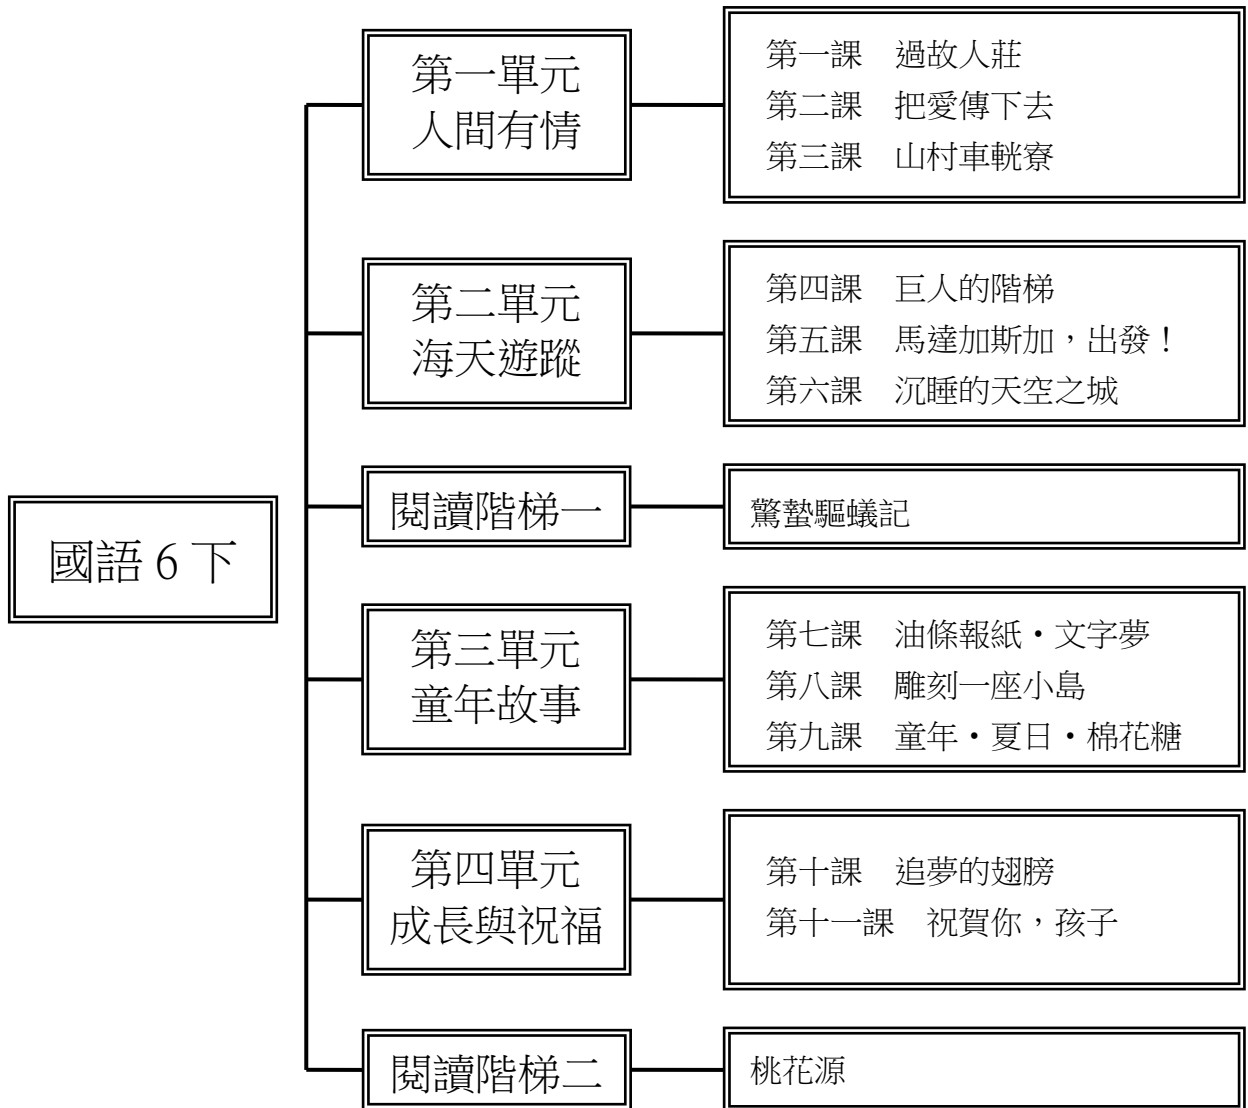 國語 6 下
第一單元
人間有情
第一課　過故人莊
第二課　把愛傳下去
第三課　山村車輄寮
第二單元
海天遊蹤
第四課　巨人的階梯
第五課　馬達加斯加，出發！
第六課　沉睡的天空之城
閱讀階梯一
驚蟄驅蟻記
第三單元
童年故事
第七課　油條報紙・文字夢
第八課　雕刻一座小島
第九課　童年・夏日・棉花糖
第四單元
成長與祝福
第十課　追夢的翅膀
第十一課　祝賀你，孩子
閱讀階梯二
桃花源